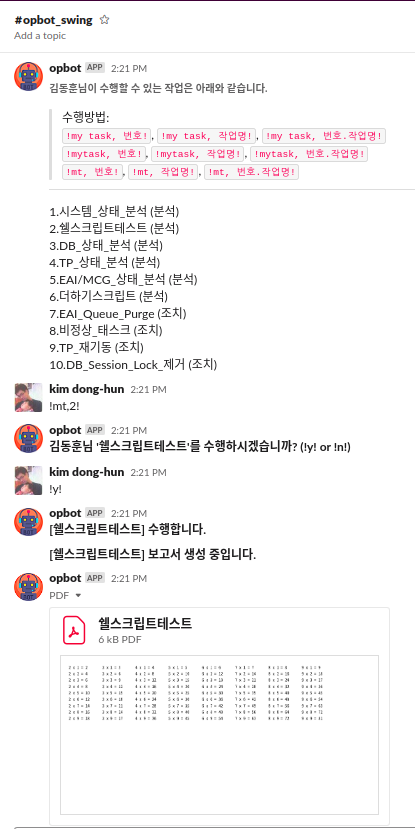 #opbot_swing
Add a topic
opbot APP 2:21 PM
김동훈님이 수행할 수 있는 작업은 아래와 같습니다.
수행방법:
!my task, 번호!, !my task, 작업명!, !my task, 번호.작업명!
!mytask, 번호!, !mytask, 작업명!, !mytask, 번호.작업명!
!mt, 번호!, !mt, 작업명!, !mt, 번호.작업명!
1.시스템_상태_분석 (분석)
2.쉘스크립트테스트 (분석)
3.DB_상태_분석 (분석)
4.TP_상태_분석 (분석)
5.EAI/MCG_상태_분석 (분석)
6.더하기스크립트 (분석)
7.EAI_Queue_Purge (조치)
8.비정상_태스크 (조치)
9.TP_재기동 (조치)
10.DB_Session_Lock_제거 (조치)
kim dong-hun 2:21 PM
!mt,2!
opbot APP 2:21 PM
김동훈님 '쉘스크립트테스트'를 수행하시겠습니까? (!y! or !n!)
kim dong-hun 2:21 PM
!y!
opbot APP 2:21 PM
[쉘스크립트테스트] 수행합니다.
[쉘스크립트테스트] 보고서 생성 중입니다.
opbot APP 2:21 PM
PDF
쉘스크립트테스트
6 kB PDF